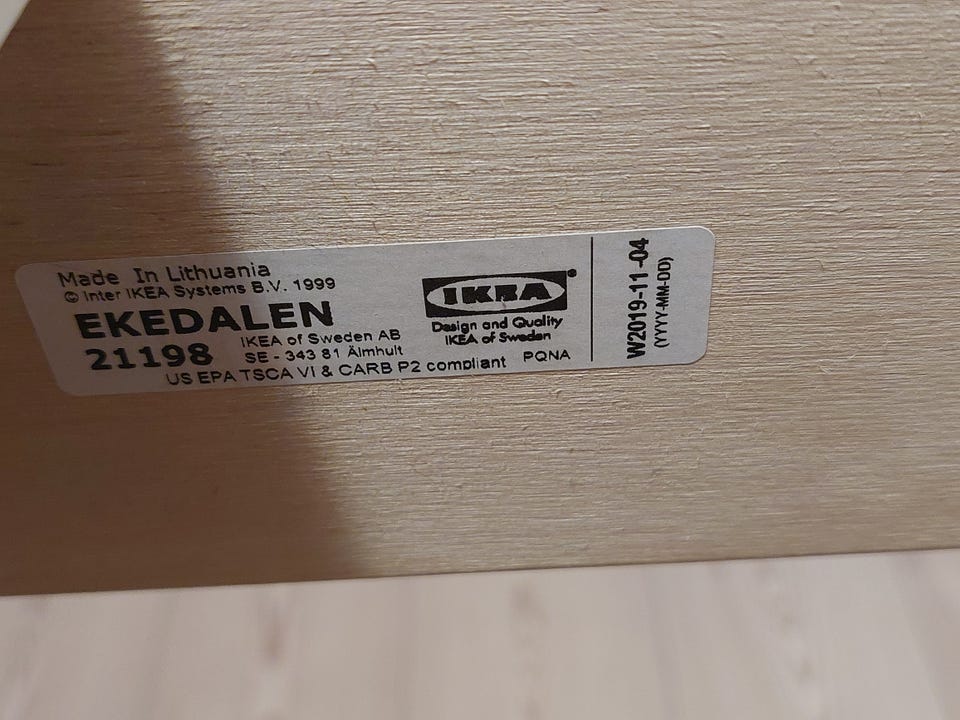 Made In Lithuania
© Inter IKEA Systems B.V. 1999
EKEDALEN
21198
IKEA of Sweden AB
SE - 343 81 Älmhult
US EPA TSCA VI & CARB P2 compliant
PQNA
IKEA®
Design and Quality
IKEA of Sweden
W2019-11-04
(YYYY-MM-DD)